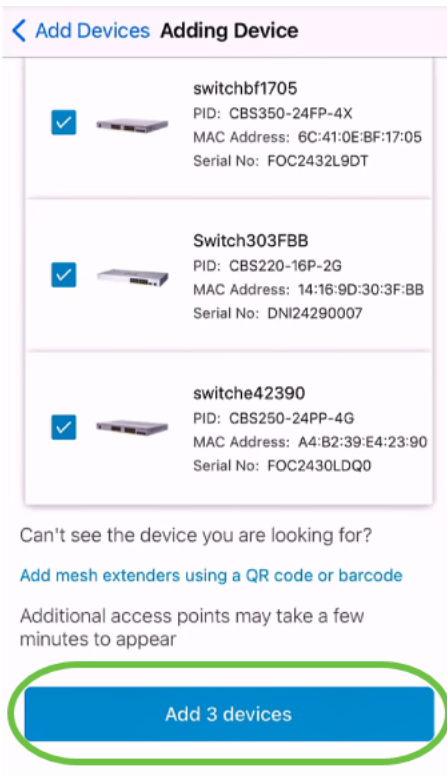 Add Devices Adding Device
switchbf1705
PID: CBS350-24FP-4X
MAC Address: 6C:41:0E:BF:17:05
Serial No: FOC2432L9DT
Switch303FBB
PID: CBS220-16P-2G
MAC Address: 14:16:9D:30:3F:BB
Serial No: DNI24290007
switche42390
PID: CBS250-24PP-4G
MAC Address: A4:B2:39:E4:23:90
Serial No: FOC2430LDQ0
Can't see the device you are looking for?
Add mesh extenders using a QR code or barcode
Additional access points may take a few
minutes to appear
Add 3 devices